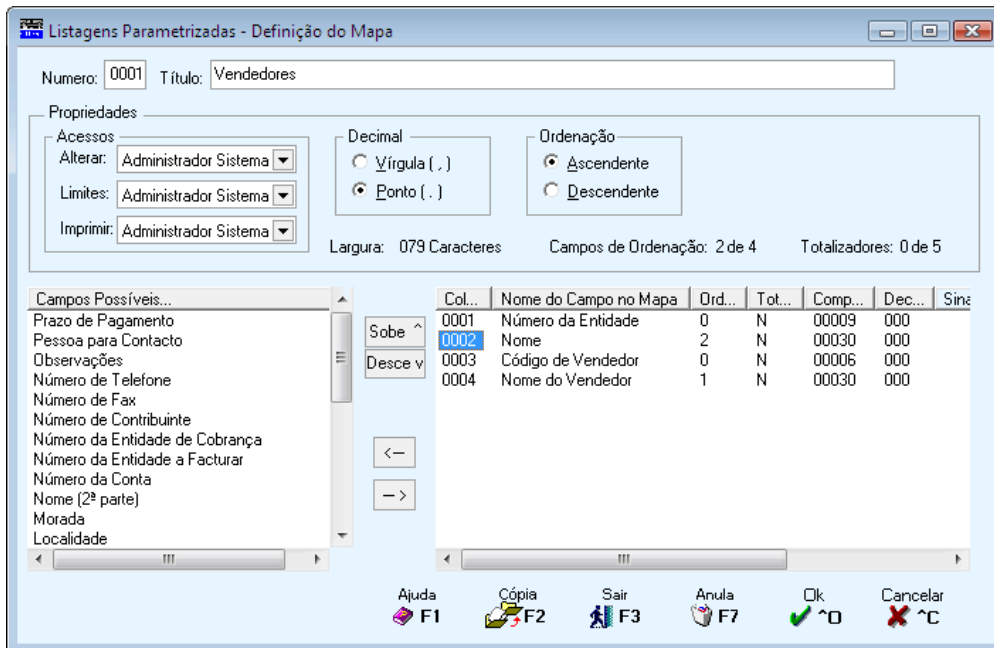 Listagens Parametrizadas - Definição do Mapa
Numero: 0001 Título: Vendedores
Propriedades
Acessos
Alterar: Administrador Sistema
Limites: Administrador Sistema
Imprimir: Administrador Sistema
Decimal
Vírgula ( , )
Ponto ( . )
Ordenação
Ascendente
Descendente
Largura: 079 Caracteres Campos de Ordenação: 2 de 4 Totalizadores: 0 de 5
Campos Possíveis...
Prazo de Pagamento
Pessoa para Contacto
Observações
Número de Telefone
Número de Fax
Número de Contribuinte
Número da Entidade de Cobrança
Número da Entidade a Facturar
Número da Conta
Nome (2ª parte)
Morada
Localidade
Sobe ^
Desce v
<--
-->
Col... Nome do Campo no Mapa Ord... Tot... Comp... Dec... Sina
0001 Número da Entidade 0 N 00009 000
0002 Nome 2 N 00030 000
0003 Código de Vendedor 0 N 00006 000
0004 Nome do Vendedor 1 N 00030 000
Ajuda F1
Cópia F2
Sair F3
Anula F7
Ok ^O
Cancelar ^C